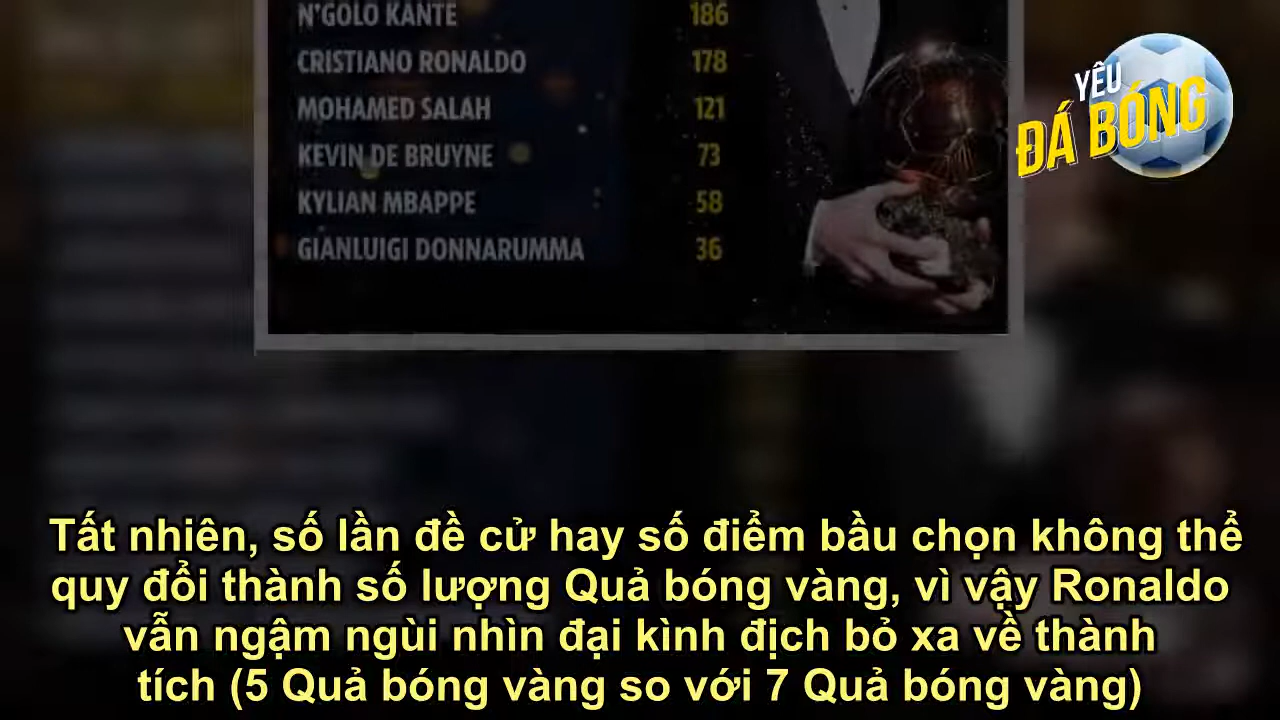 N'GOLO KANTE 186
CRISTIANO RONALDO 178
MOHAMED SALAH 121
KEVIN DE BRUYNE 73
KYLIAN MBAPPE 58
GIANLUIGI DONNARUMMA 36
YÊU
ĐÁ BÓNG
Tất nhiên, số lần đề cử hay số điểm bầu chọn không thể
quy đổi thành số lượng Quả bóng vàng, vì vậy Ronaldo
vẫn ngậm ngùi nhìn đại kình địch bỏ xa về thành
tích (5 Quả bóng vàng so với 7 Quả bóng vàng)